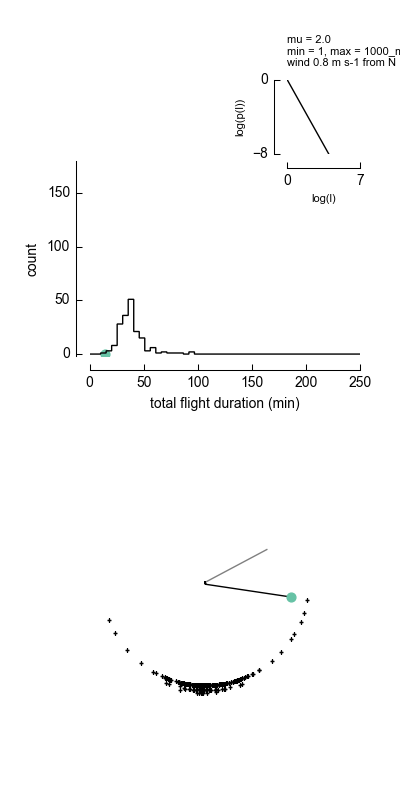 mu = 2.0
min = 1, max = 1000_m
wind 0.8 m s-1 from N
0
−8
log(p(l))
0 7
log(l)
150
100
50
0
count
0 50 100 150 200 250
total flight duration (min)